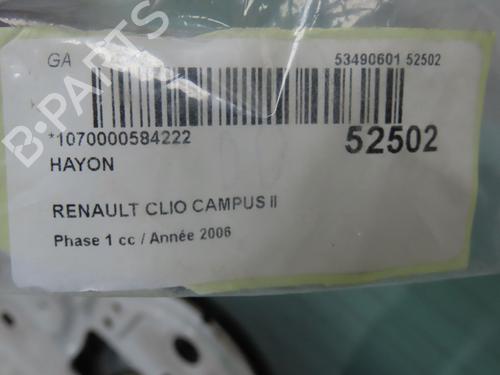 GA
53490601 52502
*1070000584222
52502
HAYON
RENAULT CLIO CAMPUS II
Phase 1 cc / Année 2006
B-PARTS